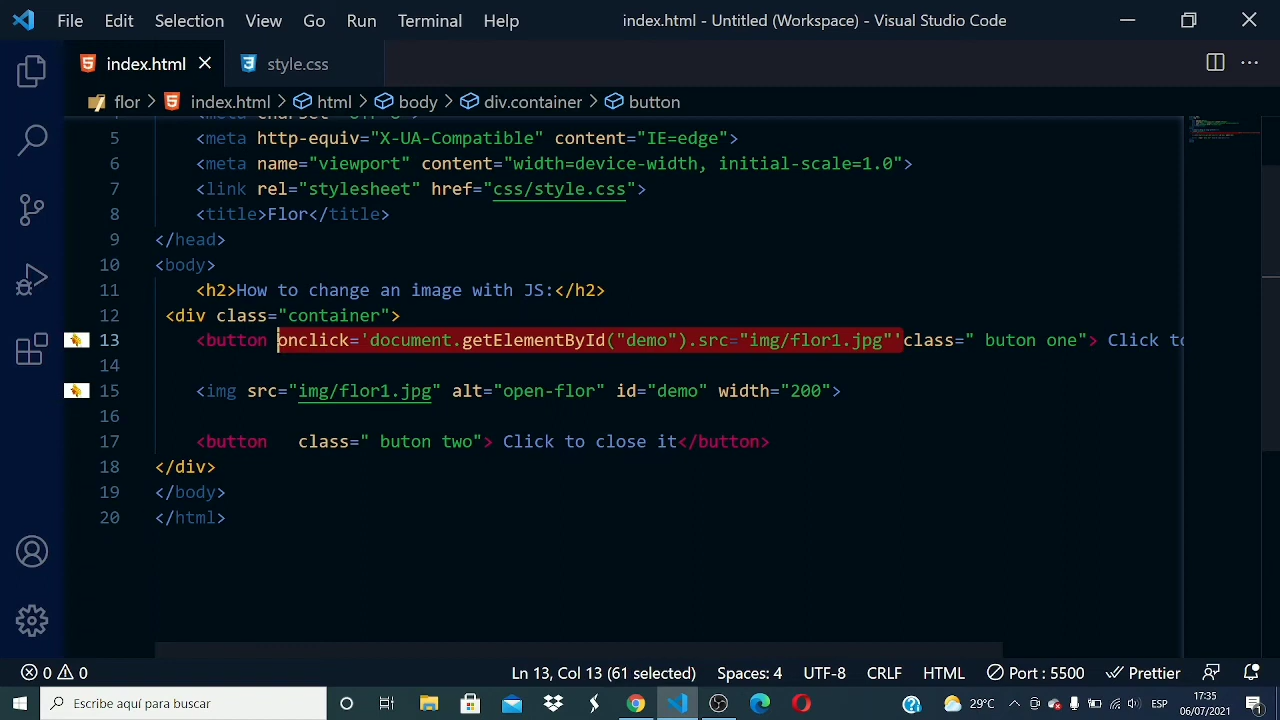 File Edit Selection View Go Run Terminal Help index.html - Untitled (Workspace) - Visual Studio Code
index.html style.css
flor > index.html > html > body > div.container > button
5 <meta http-equiv="X-UA-Compatible" content="IE=edge">
6 <meta name="viewport" content="width=device-width, initial-scale=1.0">
7 <link rel="stylesheet" href="css/style.css">
8 <title>Flor</title>
9 </head>
10 <body>
11 <h2>How to change an image with JS:</h2>
12 <div class="container">
13 <button onclick='document.getElementById("demo").src="img/flor1.jpg"'class=" buton one"> Click to
14
15 <img src="img/flor1.jpg" alt="open-flor" id="demo" width="200">
16
17 <button class=" buton two"> Click to close it</button>
18 </div>
19 </body>
20 </html>
0 0 Ln 13, Col 13 (61 selected) Spaces: 4 UTF-8 CRLF HTML Port : 5500 Prettier
Escribe aquí para buscar 29°C ESP 17:35
06/07/2021